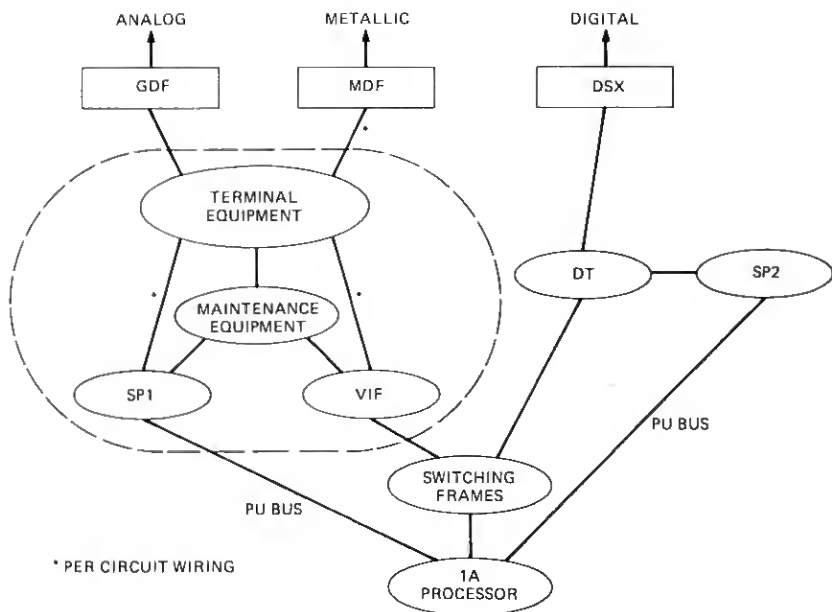 ANALOG
METALLIC
DIGITAL
GDF
MDF
DSX
*
TERMINAL
EQUIPMENT
DT
SP2
*
*
MAINTENANCE
EQUIPMENT
SP1
VIF
PU BUS
SWITCHING
FRAMES
PU BUS
* PER CIRCUIT WIRING
1A
PROCESSOR